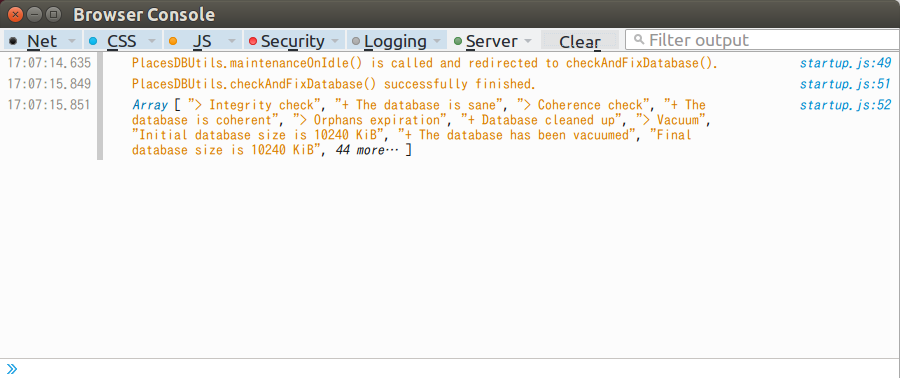 Browser Console
Net CSS JS Security Logging Server Clear Filter output
17:07:14.635 PlacesDBUtils.maintenanceOnIdle() is called and redirected to checkAndFixDatabase(). startup.js:49
17:07:15.849 PlacesDBUtils.checkAndFixDatabase() successfully finished. startup.js:51
17:07:15.851 Array [ "> Integrity check", "+ The database is sane", "> Coherence check", "+ The startup.js:52
database is coherent", "> Orphans expiration", "+ Database cleaned up", "> Vacuum",
"Initial database size is 10240 KiB", "+ The database has been vacuumed", "Final
database size is 10240 KiB", 44 more… ]